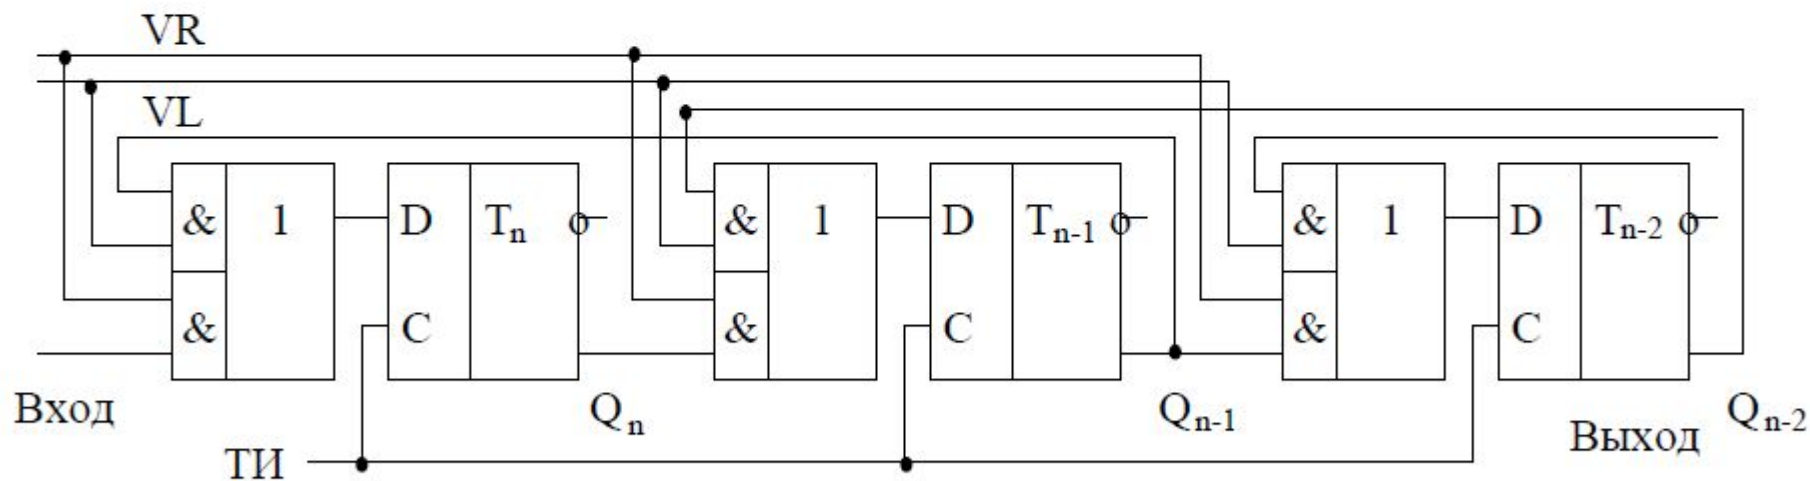 VR
VL
& 1 D Tn & 1 D Tn-1 & 1 D Tn-2
& C & C & C
Вход Qn Qn-1 Qn-2
Выход
ТИ